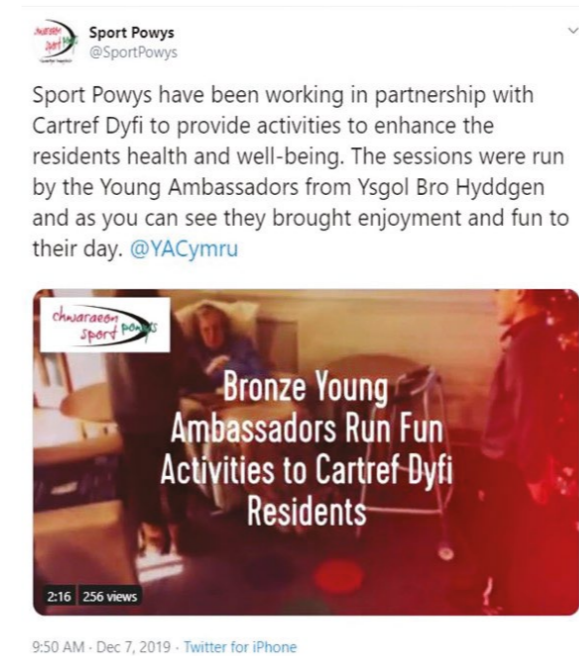 Sport Powys
@SportPowys
Sport Powys have been working in partnership with
Cartref Dyfi to provide activities to enhance the
residents health and well-being. The sessions were run
by the Young Ambassadors from Ysgol Bro Hyddgen
and as you can see they brought enjoyment and fun to
their day. @YACymru
chwaraeon
sport powys
Bronze Young
Ambassadors Run Fun
Activities to Cartref Dyfi
Residents
2:16 256 views
9:50 AM · Dec 7, 2019 · Twitter for iPhone